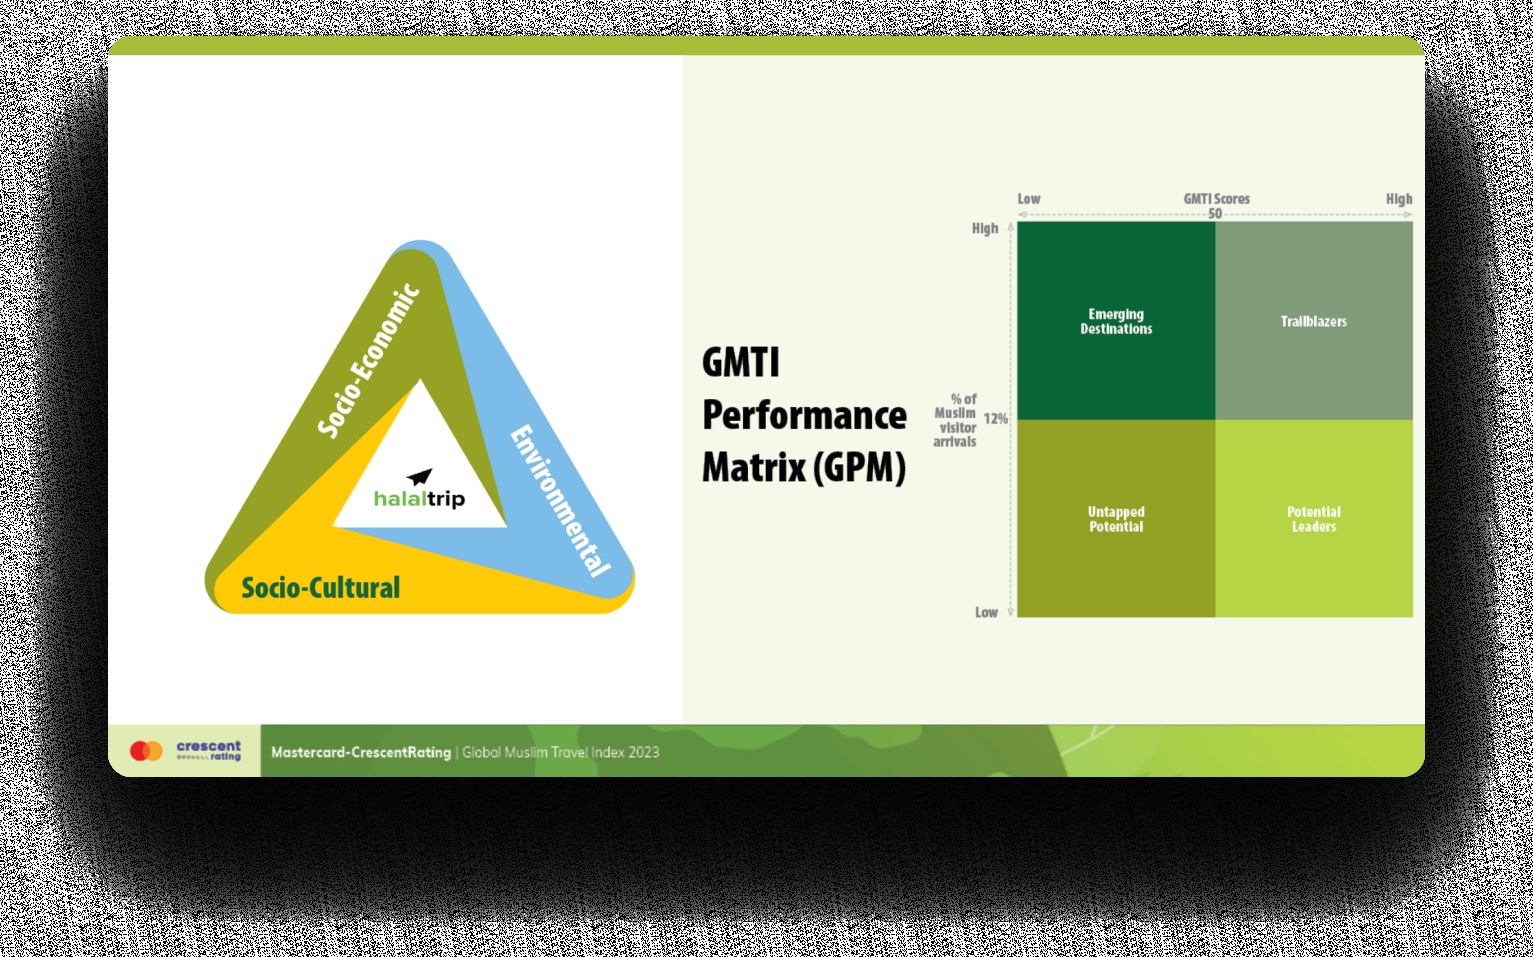 Socio-Economic
Environmental
halaltrip
Socio-Cultural
GMTI
Performance
Matrix (GPM)
Low
GMTI Scores
High
50
High
% of
Muslim
visitor
arrivals
12%
Low
Emerging
Destinations
Trailblazers
Untapped
Potential
Potential
Leaders
crescent
rating
Mastercard-CrescentRating | Global Muslim Travel Index 2023